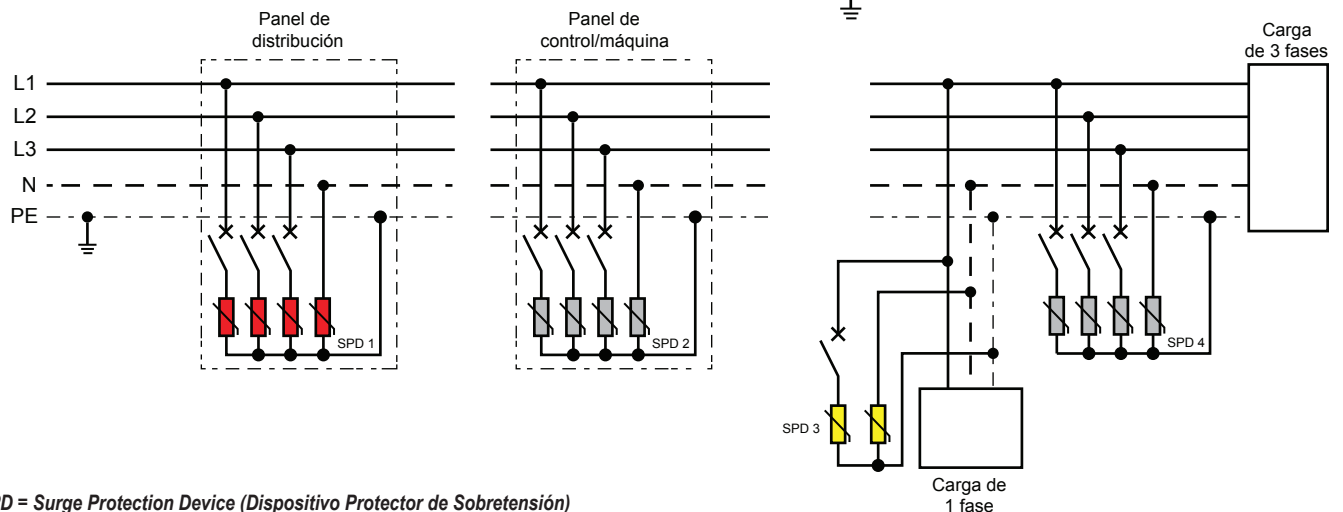 Panel de
distribución
Panel de
control/máquina
Carga
de 3 fases
L1
L2
L3
N
PE
SPD 1
SPD 2
SPD 4
SPD 3
Carga de
1 fase
D = Surge Protection Device (Dispositivo Protector de Sobretensión)